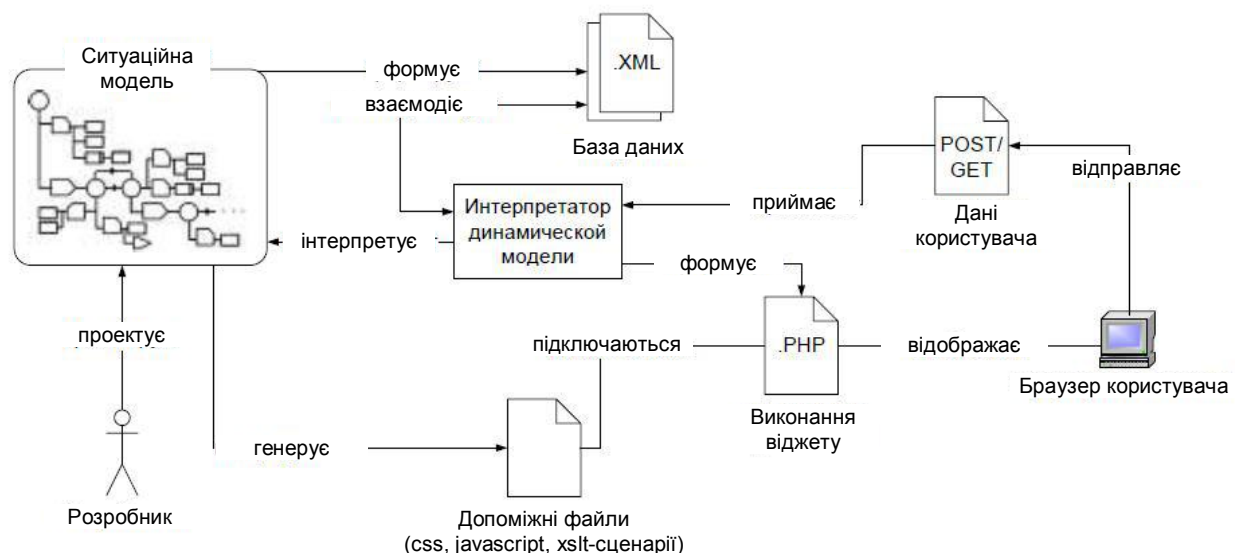 Ситуаційна
модель
формує
.XML
взаємодіє
База даних
POST/
GET
відправляє
Дані
користувача
приймає
Интерпретатор
динамической
модели
інтерпретує
формує
проектує
підключаються
.PHP
відображає
Браузер користувача
Виконання
віджету
генерує
Розробник
Допоміжні файли
(css, javascript, xslt-сценарії)